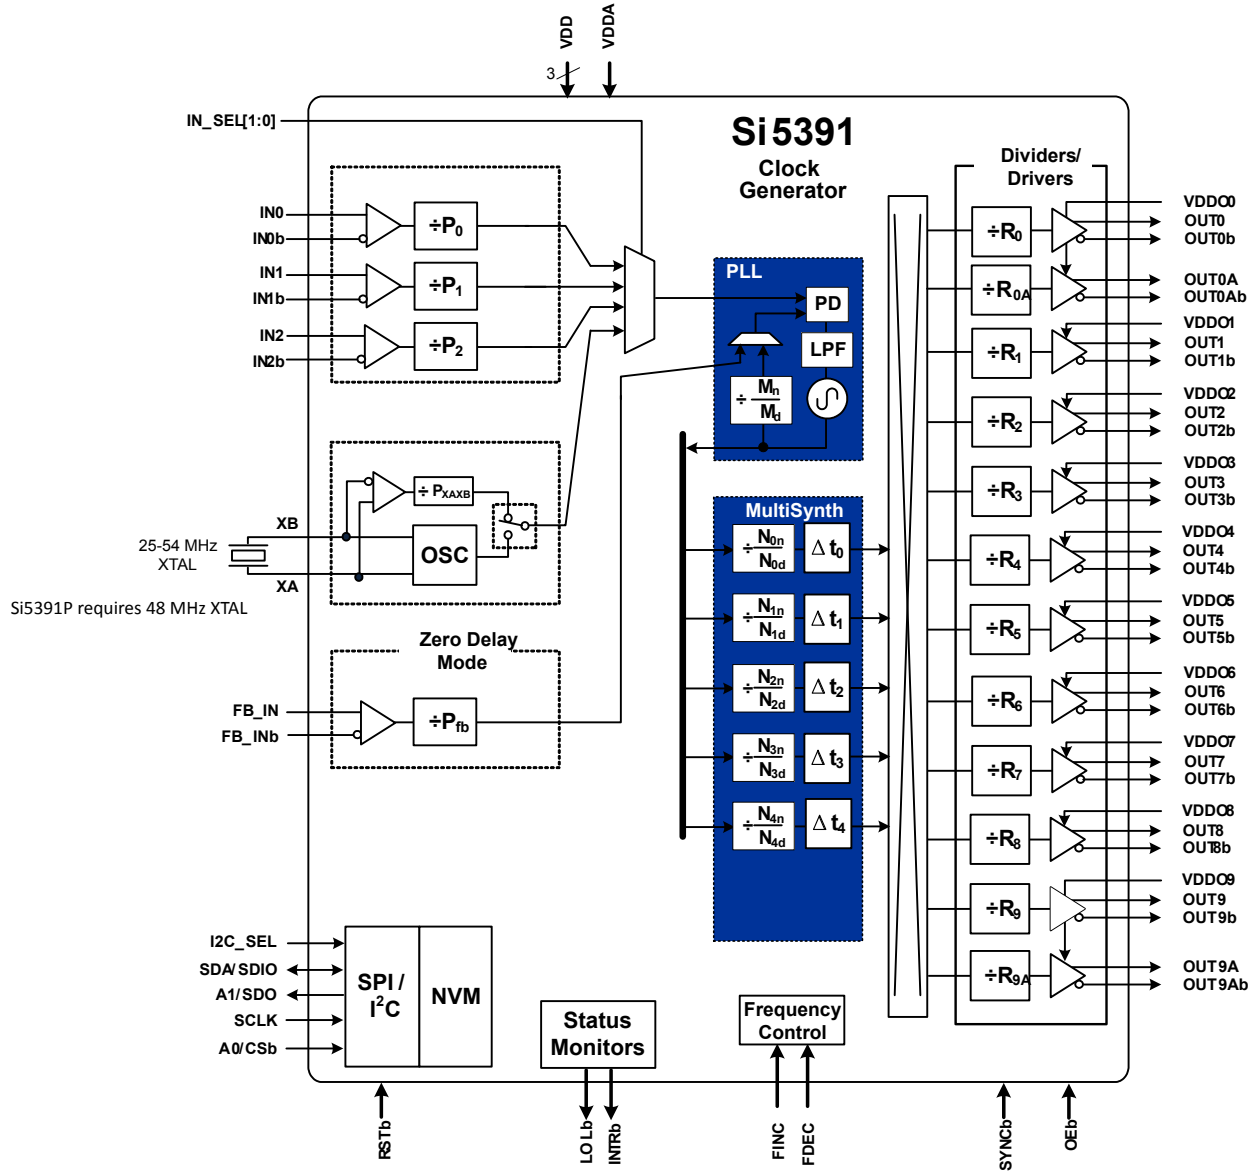 VDD
VDDA
3
IN_SEL[1:0]
Si5391
Clock
Generator
Dividers/
Drivers
IN0
IN0b
IN1
IN1b
IN2
IN2b
÷P0
÷P1
÷P2
PLL
PD
LPF
÷ Mn
Md
÷R0
÷R0A
÷R1
÷R2
÷R3
÷R4
÷R5
÷R6
÷R7
÷R8
÷R9
÷R9A
VDDO0
OUT0
OUT0b
OUT0A
OUT0Ab
VDDO1
OUT1
OUT1b
VDDO2
OUT2
OUT2b
VDDO3
OUT3
OUT3b
VDDO4
OUT4
OUT4b
VDDO5
OUT5
OUT5b
VDDO6
OUT6
OUT6b
VDDO7
OUT7
OUT7b
VDDO8
OUT8
OUT8b
VDDO9
OUT9
OUT9b
OUT9A
OUT9Ab
XB
XA
25-54 MHz
XTAL
Si5391P requires 48 MHz XTAL
÷ PXAXB
OSC
MultiSynth
÷ N0n
N0d
Δ t0
÷ N1n
N1d
Δ t1
÷ N2n
N2d
Δ t2
÷ N3n
N3d
Δ t3
÷ N4n
N4d
Δ t4
Zero Delay
Mode
FB_IN
FB_INb
÷Pfb
I2C_SEL
SDA/SDIO
A1/SDO
SCLK
A0/CSb
SPI /
I²C
NVM
Status
Monitors
Frequency
Control
RSTb
LOLb
INTRb
FINC
FDEC
SYNCb
OEb